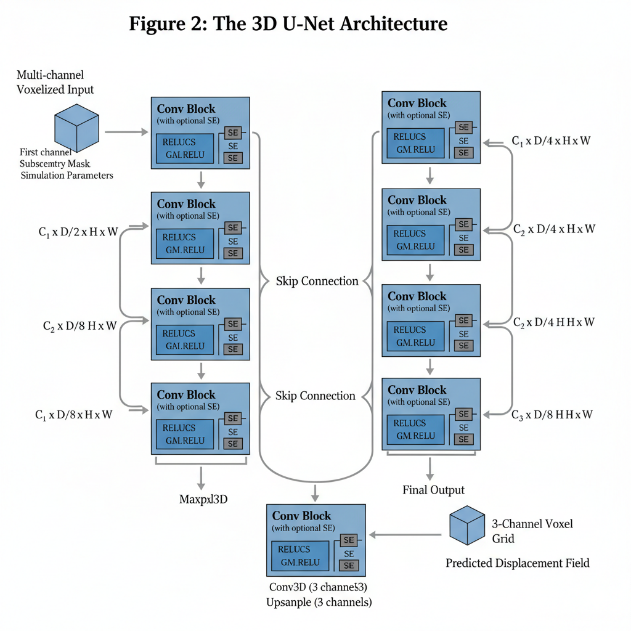 Figure 2: The 3D U-Net Architecture
Multi-channel
Voxelized Input
First channel
Subscemtry Mask
Simulation Parameters
Conv Block
(with optional SE)
RELUCS
GAI.RELU
SE
SE
SE
Conv Block
(with optional SE)
RELUCS
GM.RELU
SE
SE
SE
Conv Block
(with optional SE)
RELUCS
GM.RELU
SE
SE
SE
Conv Block
(with optional SE)
RELUCS
GM.RELU
SE
SE
SE
C₁ x D/2 x H x W
C₂ x D/8 H x W
C₁ x D/8 x H x W
Maxpxl3D
Skip Connection
Skip Connection
Conv Block
(with optional SE)
RELUCS
GM.RELU
SE
SE
SE
Conv Block
(with optional SE)
RELUCS
GM.RELU
SE
SE
SE
Conv Block
(with optional SE)
RELUCS
GM.RELU
SE
SE
SE
Conv Block
(with optional SE)
RELUCS
GM.RELU
SE
SE
SE
C₁ x D/4 x H x W
C₂ x D/4 x H x W
C₂ x D/4 H H x W
C₃ x D/8 H H x W
Final Output
Conv Block
(with optional SE)
RELUCS
GM.RELU
SE
SE
SE
Conv3D (3 channels3)
Upsanple (3 channels)
3-Channel Voxel
Grid
Predicted Displacement Field